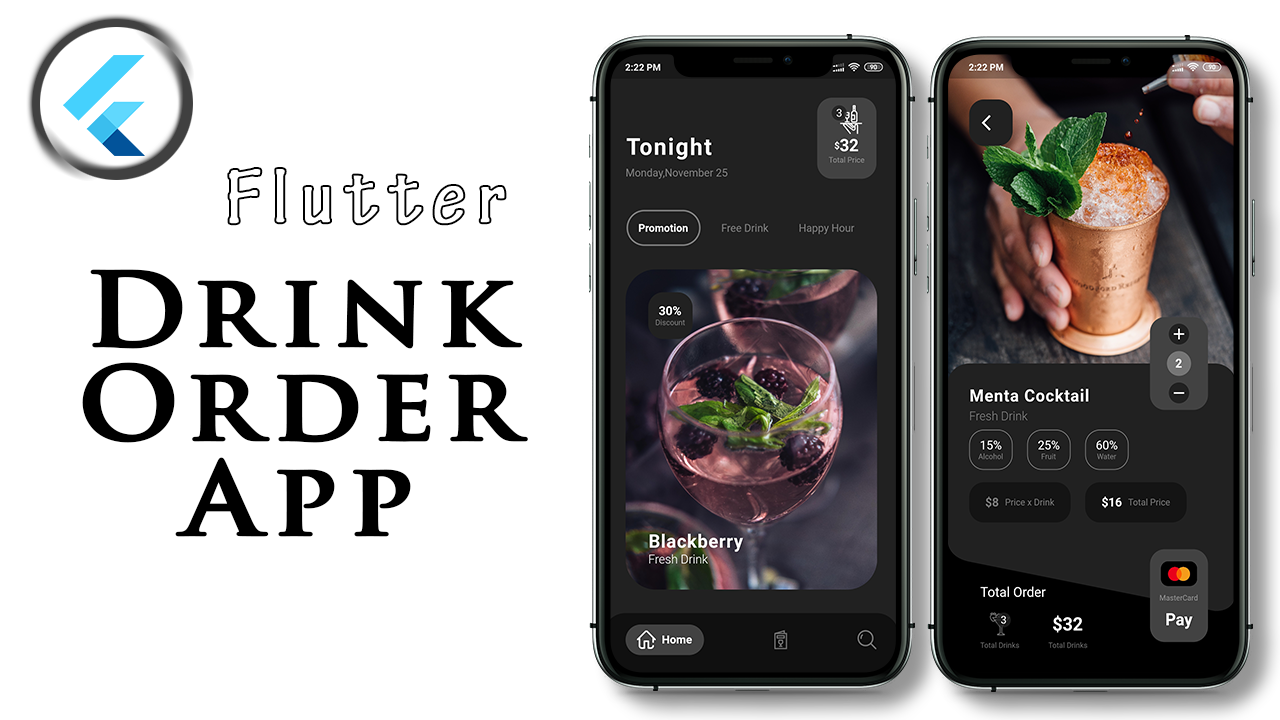 Flutter
DRINK
ORDER
APP
2:22 PM
90
3
$32
Total Price
Tonight
Monday,November 25
Promotion
Free Drink
Happy Hour
30%
Discount
Blackberry
Fresh Drink
Home
2:22 PM
90
+
2
−
Menta Cocktail
Fresh Drink
15%
Alcohol
25%
Fruit
60%
Water
$8 Price x Drink
$16 Total Price
Total Order
3
Total Drinks
$32
Total Drinks
MasterCard
Pay